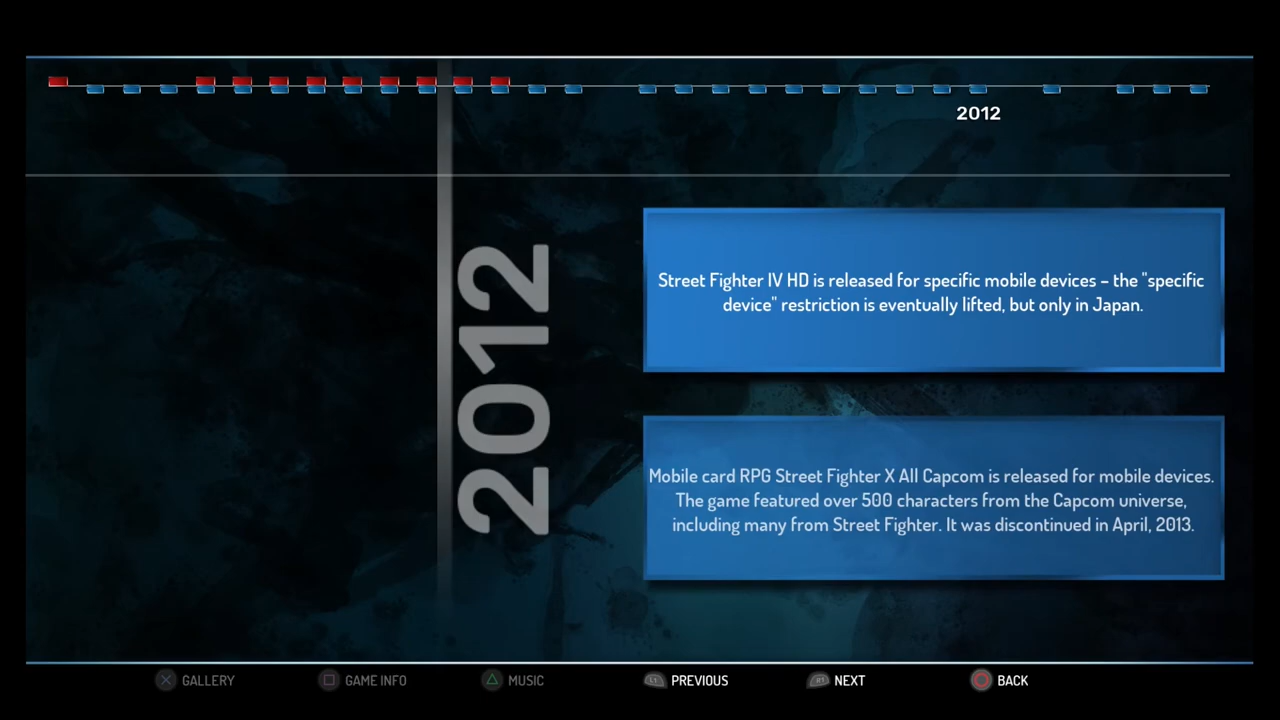 2012
2012
Street Fighter IV HD is released for specific mobile devices – the "specific
device" restriction is eventually lifted, but only in Japan.
Mobile card RPG Street Fighter X All Capcom is released for mobile devices.
The game featured over 500 characters from the Capcom universe,
including many from Street Fighter. It was discontinued in April, 2013.
GALLERY GAME INFO MUSIC L1 PREVIOUS R1 NEXT BACK